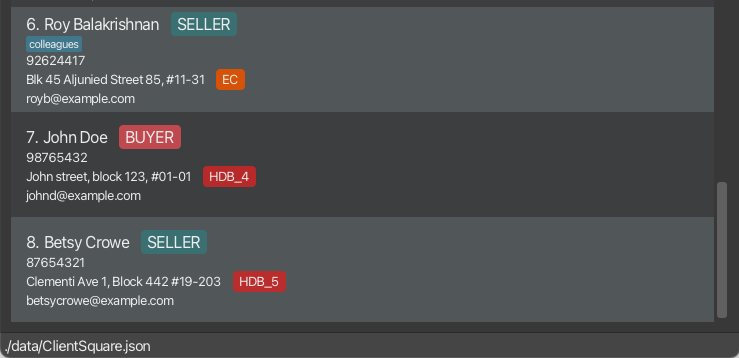 6. Roy Balakrishnan SELLER
colleagues
92624417
Blk 45 Aljunied Street 85, #11-31 EC
royb@example.com
7. John Doe BUYER
98765432
John street, block 123, #01-01 HDB_4
johnd@example.com
8. Betsy Crowe SELLER
87654321
Clementi Ave 1, Block 442 #19-203 HDB_5
betsycrowe@example.com
./data/ClientSquare.json